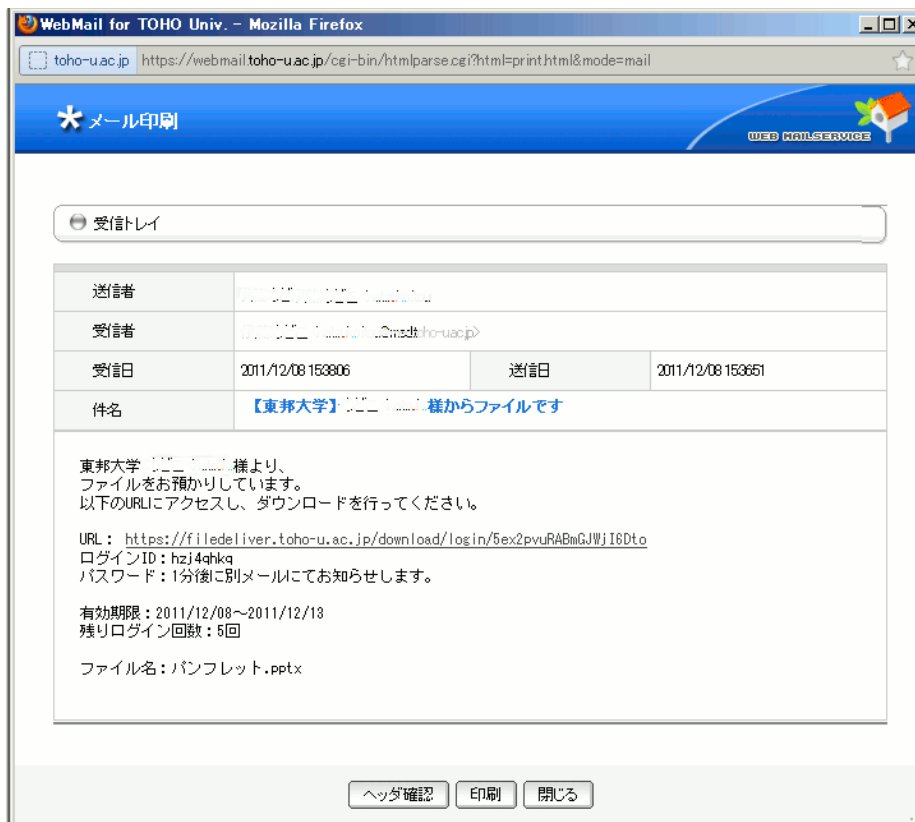 WebMail for TOHO Univ. - Mozilla Firefox
toho-u.ac.jp https://webmail.toho-u.ac.jp/cgi-bin/htmlparse.cgi?html=print.html&mode=mail
メール印刷
WEB MAILSERVICE
受信トレイ
送信者
受信者
受信日 2011/12/08 153806 送信日 2011/12/08 153651
件名 【東邦大学】 様からファイルです
東邦大学 様より、
ファイルをお預かりしています。
以下のURLにアクセスし、ダウンロードを行ってください。
URL： https://filedeliver.toho-u.ac.jp/download/login/5ex2pvuRABmGJWjI6Dto
ログインID：hzj4qhkq
パスワード：1分後に別メールにてお知らせします。
有効期限：2011/12/08～2011/12/13
残りログイン回数：5回
ファイル名：パンフレット.pptx
ヘッダ確認 印刷 閉じる